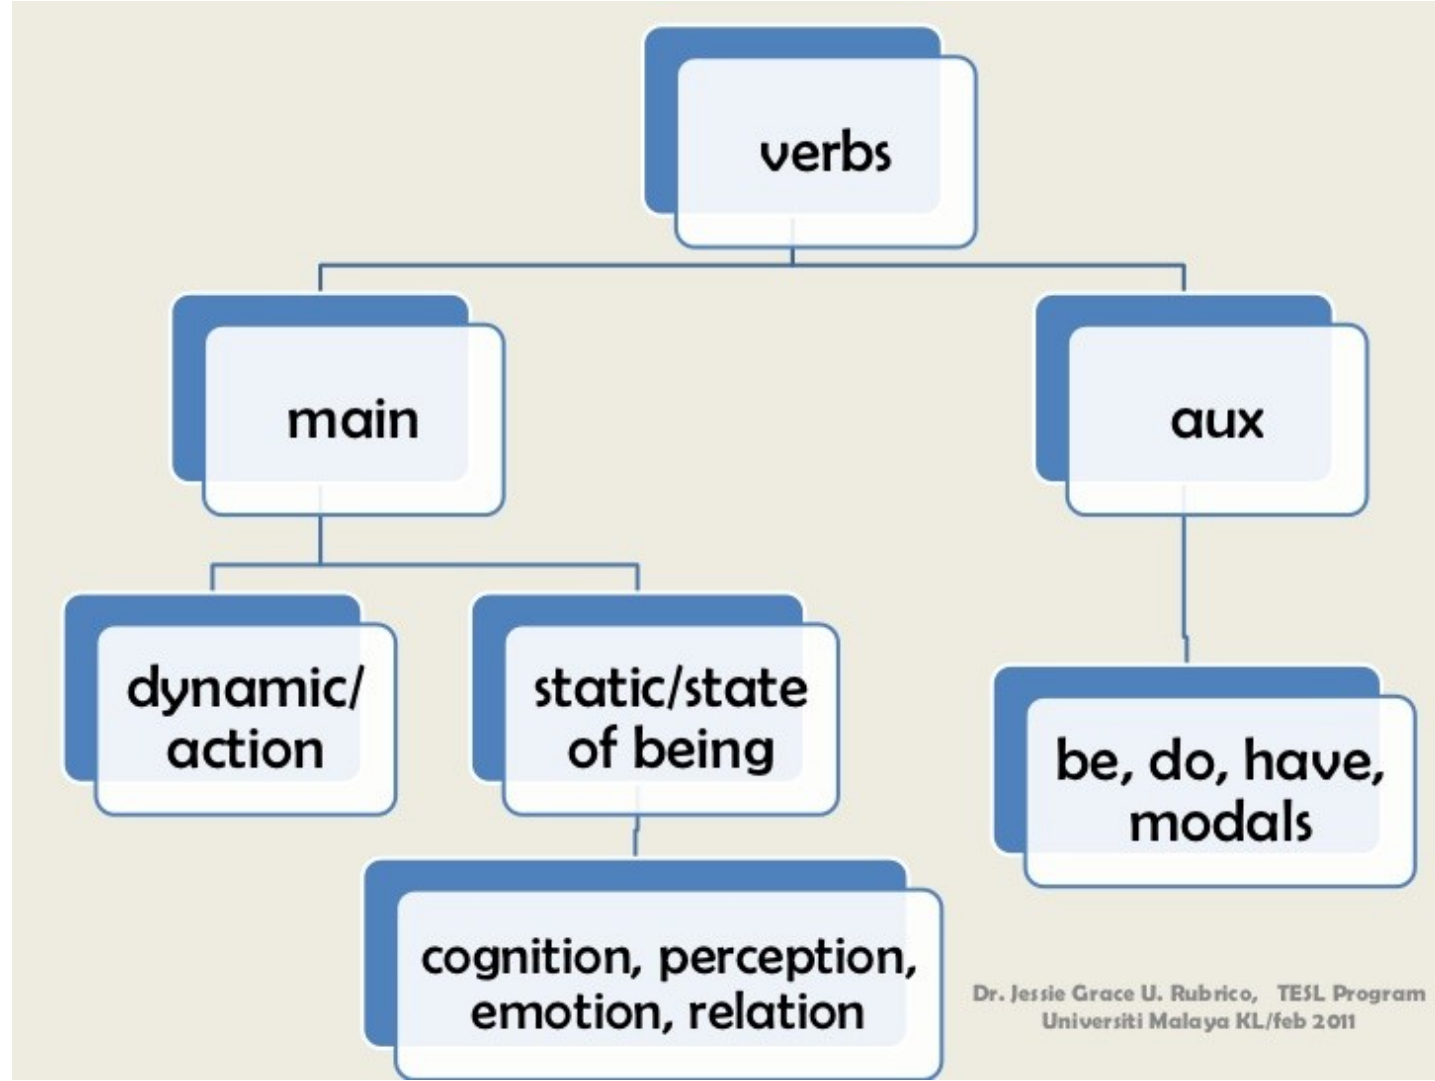 verbs
main
aux
dynamic/
action
static/state
of being
be, do, have,
modals
cognition, perception,
emotion, relation
Dr. Jessie Grace U. Rubrico, TESL Program
Universiti Malaya KL/feb 2011